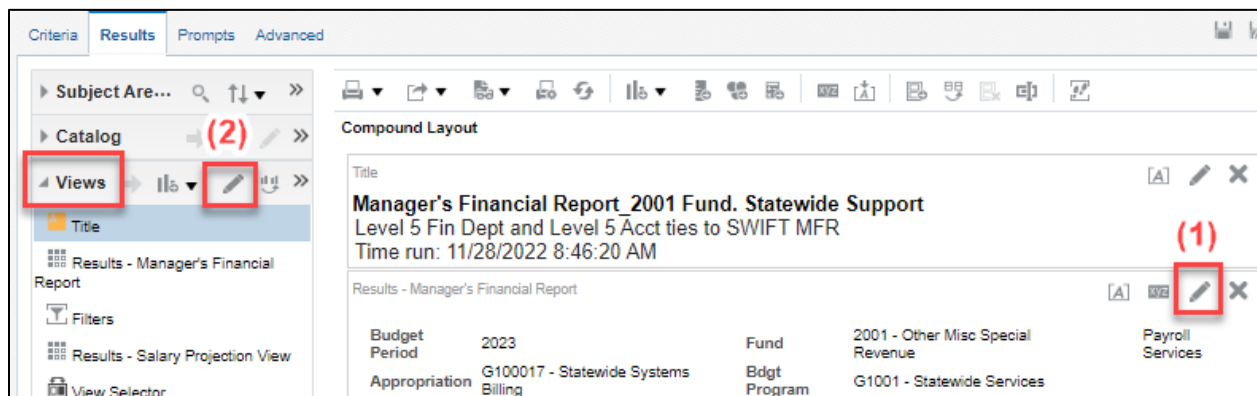 Criteria Results Prompts Advanced
Subject Are...
Catalog
(2)
Views
Title
Results - Manager's Financial
Report
Filters
Results - Salary Projection View
View Selector
Compound Layout
Title
Manager's Financial Report_2001 Fund. Statewide Support
Level 5 Fin Dept and Level 5 Acct ties to SWIFT MFR
Time run: 11/28/2022 8:46:20 AM
(1)
Results - Manager's Financial Report
[A] xyz
Budget Period 2023 Fund 2001 - Other Misc Special Revenue Payroll Services
Appropriation G100017 - Statewide Systems Billing Bdgt Program G1001 - Statewide Services